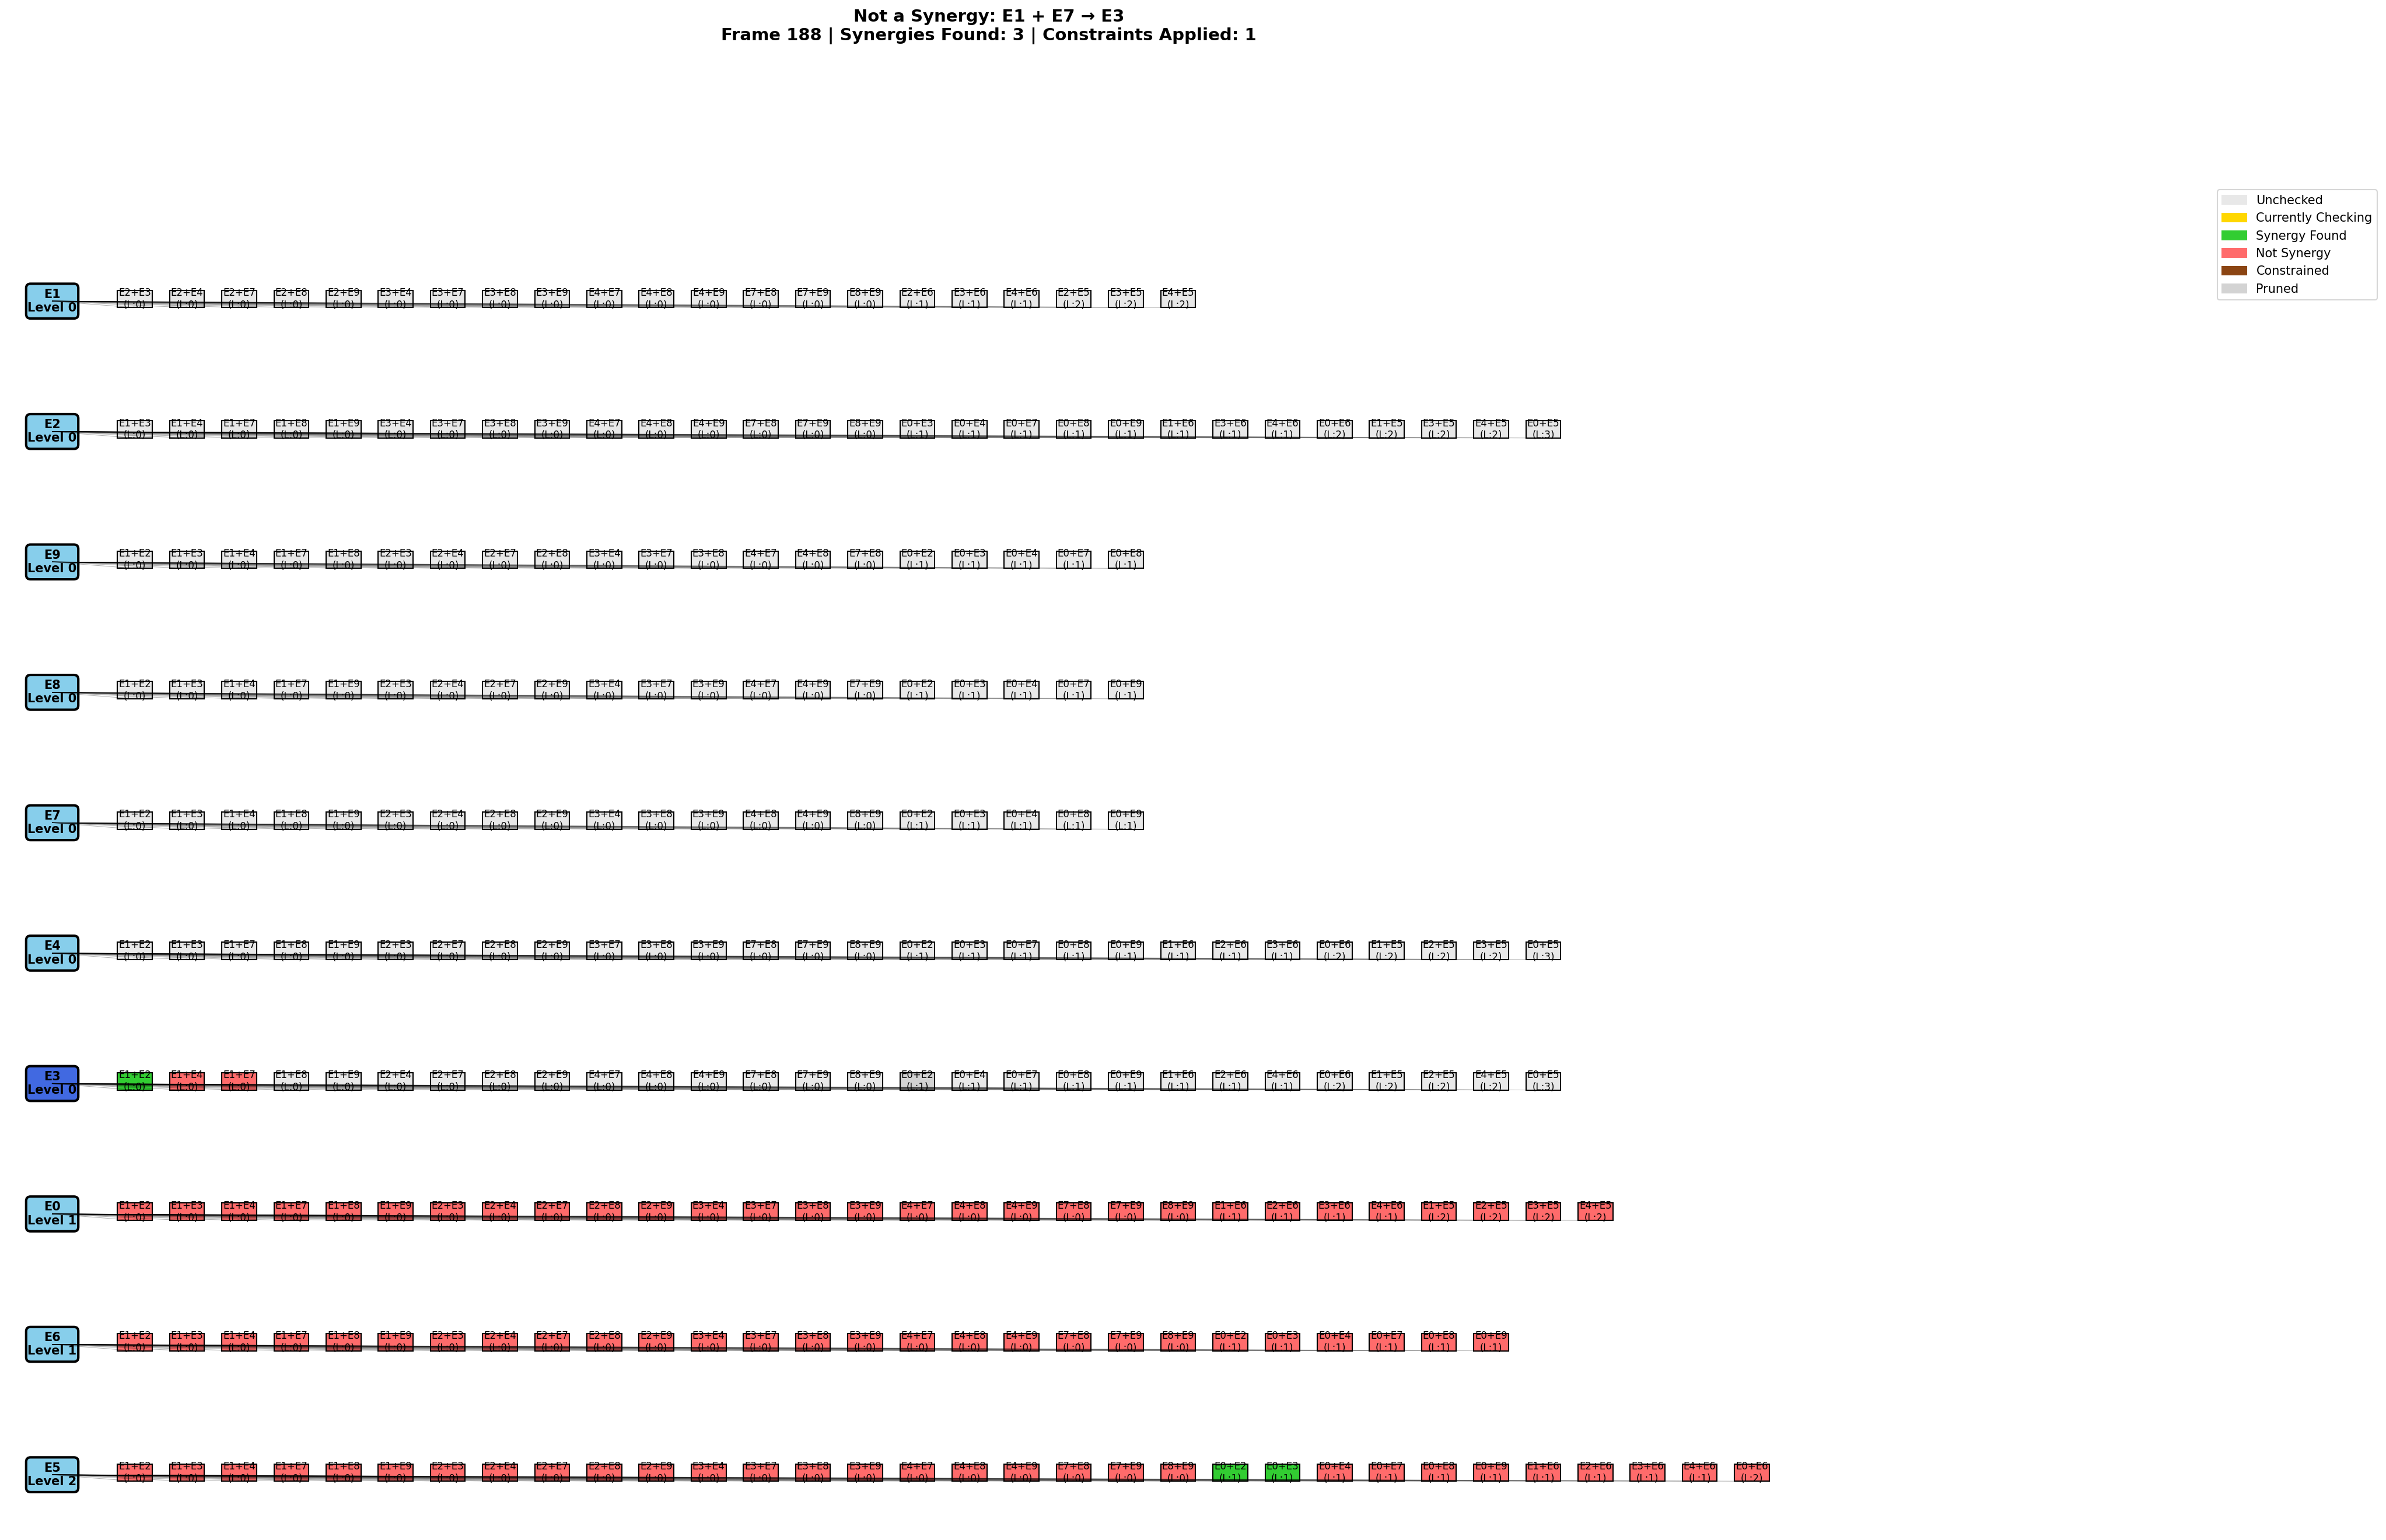 Not a Synergy: E1 + E7 → E3
Frame 188 | Synergies Found: 3 | Constraints Applied: 1
Unchecked
Currently Checking
Synergy Found
Not Synergy
Constrained
Pruned
E1 E2+E3 E2+E4 E2+E7 E2+E8 E2+E9 E3+E4 E3+E7 E3+E8 E3+E9 E4+E7 E4+E8 E4+E9 E7+E8 E7+E9 E8+E9 E2+E6 E3+E6 E4+E6 E2+E5 E3+E5 E4+E5
Level 0 (L:0) (L:0) (L:0) (L:0) (L:0) (L:0) (L:0) (L:0) (L:0) (L:0) (L:0) (L:0) (L:0) (L:0) (L:0) (L:1) (L:1) (L:1) (L:2) (L:2) (L:2)
E2 E1+E3 E1+E4 E1+E7 E1+E8 E1+E9 E3+E4 E3+E7 E3+E8 E3+E9 E4+E7 E4+E8 E4+E9 E7+E8 E7+E9 E8+E9 E0+E3 E0+E4 E0+E7 E0+E8 E0+E9 E1+E6 E3+E6 E4+E6 E0+E6 E1+E5 E3+E5 E4+E5 E0+E5
Level 0 (L:0) (L:0) (L:0) (L:0) (L:0) (L:0) (L:0) (L:0) (L:0) (L:0) (L:0) (L:0) (L:0) (L:0) (L:0) (L:1) (L:1) (L:1) (L:1) (L:1) (L:1) (L:1) (L:1) (L:2) (L:2) (L:2) (L:2) (L:3)
E9 E1+E2 E1+E3 E1+E4 E1+E7 E1+E8 E2+E3 E2+E4 E2+E7 E2+E8 E3+E4 E3+E7 E3+E8 E4+E7 E4+E8 E7+E8 E0+E2 E0+E3 E0+E4 E0+E7 E0+E8
Level 0 (L:0) (L:0) (L:0) (L:0) (L:0) (L:0) (L:0) (L:0) (L:0) (L:0) (L:0) (L:0) (L:0) (L:0) (L:0) (L:1) (L:1) (L:1) (L:1) (L:1)
E8 E1+E2 E1+E3 E1+E4 E1+E7 E1+E9 E2+E3 E2+E4 E2+E7 E2+E9 E3+E4 E3+E7 E3+E9 E4+E7 E4+E9 E7+E9 E0+E2 E0+E3 E0+E4 E0+E7 E0+E9
Level 0 (L:0) (L:0) (L:0) (L:0) (L:0) (L:0) (L:0) (L:0) (L:0) (L:0) (L:0) (L:0) (L:0) (L:0) (L:0) (L:1) (L:1) (L:1) (L:1) (L:1)
E7 E1+E2 E1+E3 E1+E4 E1+E8 E1+E9 E2+E3 E2+E4 E2+E8 E2+E9 E3+E4 E3+E8 E3+E9 E4+E8 E4+E9 E8+E9 E0+E2 E0+E3 E0+E4 E0+E8 E0+E9
Level 0 (L:0) (L:0) (L:0) (L:0) (L:0) (L:0) (L:0) (L:0) (L:0) (L:0) (L:0) (L:0) (L:0) (L:0) (L:0) (L:1) (L:1) (L:1) (L:1) (L:1)
E4 E1+E2 E1+E3 E1+E7 E1+E8 E1+E9 E2+E3 E2+E7 E2+E8 E2+E9 E3+E7 E3+E8 E3+E9 E7+E8 E7+E9 E8+E9 E0+E2 E0+E3 E0+E7 E0+E8 E0+E9 E1+E6 E2+E6 E3+E6 E0+E6 E1+E5 E2+E5 E3+E5 E0+E5
Level 0 (L:0) (L:0) (L:0) (L:0) (L:0) (L:0) (L:0) (L:0) (L:0) (L:0) (L:0) (L:0) (L:0) (L:0) (L:0) (L:1) (L:1) (L:1) (L:1) (L:1) (L:1) (L:1) (L:1) (L:2) (L:2) (L:2) (L:2) (L:3)
E3 E1+E2 E1+E4 E1+E7 E1+E8 E1+E9 E2+E4 E2+E7 E2+E8 E2+E9 E4+E7 E4+E8 E4+E9 E7+E8 E7+E9 E8+E9 E0+E2 E0+E4 E0+E7 E0+E8 E0+E9 E1+E6 E2+E6 E4+E6 E0+E6 E1+E5 E2+E5 E4+E5 E0+E5
Level 0 (L:0) (L:0) (L:0) (L:0) (L:0) (L:0) (L:0) (L:0) (L:0) (L:0) (L:0) (L:0) (L:0) (L:0) (L:0) (L:1) (L:1) (L:1) (L:1) (L:1) (L:1) (L:1) (L:1) (L:2) (L:2) (L:2) (L:2) (L:3)
E0 E1+E2 E1+E3 E1+E4 E1+E7 E1+E8 E1+E9 E2+E3 E2+E4 E2+E7 E2+E8 E2+E9 E3+E4 E3+E7 E3+E8 E3+E9 E4+E7 E4+E8 E4+E9 E7+E8 E7+E9 E8+E9 E1+E6 E2+E6 E3+E6 E4+E6 E1+E5 E2+E5 E3+E5 E4+E5
Level 1 (L:0) (L:0) (L:0) (L:0) (L:0) (L:0) (L:0) (L:0) (L:0) (L:0) (L:0) (L:0) (L:0) (L:0) (L:0) (L:0) (L:0) (L:0) (L:0) (L:0) (L:0) (L:1) (L:1) (L:1) (L:1) (L:2) (L:2) (L:2) (L:2)
E6 E1+E2 E1+E3 E1+E4 E1+E7 E1+E8 E1+E9 E2+E3 E2+E4 E2+E7 E2+E8 E2+E9 E3+E4 E3+E7 E3+E8 E3+E9 E4+E7 E4+E8 E4+E9 E7+E8 E7+E9 E8+E9 E0+E2 E0+E3 E0+E4 E0+E7 E0+E8 E0+E9
Level 1 (L:0) (L:0) (L:0) (L:0) (L:0) (L:0) (L:0) (L:0) (L:0) (L:0) (L:0) (L:0) (L:0) (L:0) (L:0) (L:0) (L:0) (L:0) (L:0) (L:0) (L:0) (L:1) (L:1) (L:1) (L:1) (L:1) (L:1)
E5 E1+E2 E1+E3 E1+E4 E1+E7 E1+E8 E1+E9 E2+E3 E2+E4 E2+E7 E2+E8 E2+E9 E3+E4 E3+E7 E3+E8 E3+E9 E4+E7 E4+E8 E4+E9 E7+E8 E7+E9 E8+E9 E0+E2 E0+E3 E0+E4 E0+E7 E0+E8 E0+E9 E1+E6 E2+E6 E3+E6 E4+E6 E0+E6
Level 2 (L:0) (L:0) (L:0) (L:0) (L:0) (L:0) (L:0) (L:0) (L:0) (L:0) (L:0) (L:0) (L:0) (L:0) (L:0) (L:0) (L:0) (L:0) (L:0) (L:0) (L:0) (L:1) (L:1) (L:1) (L:1) (L:1) (L:1) (L:1) (L:1) (L:1) (L:1) (L:2)